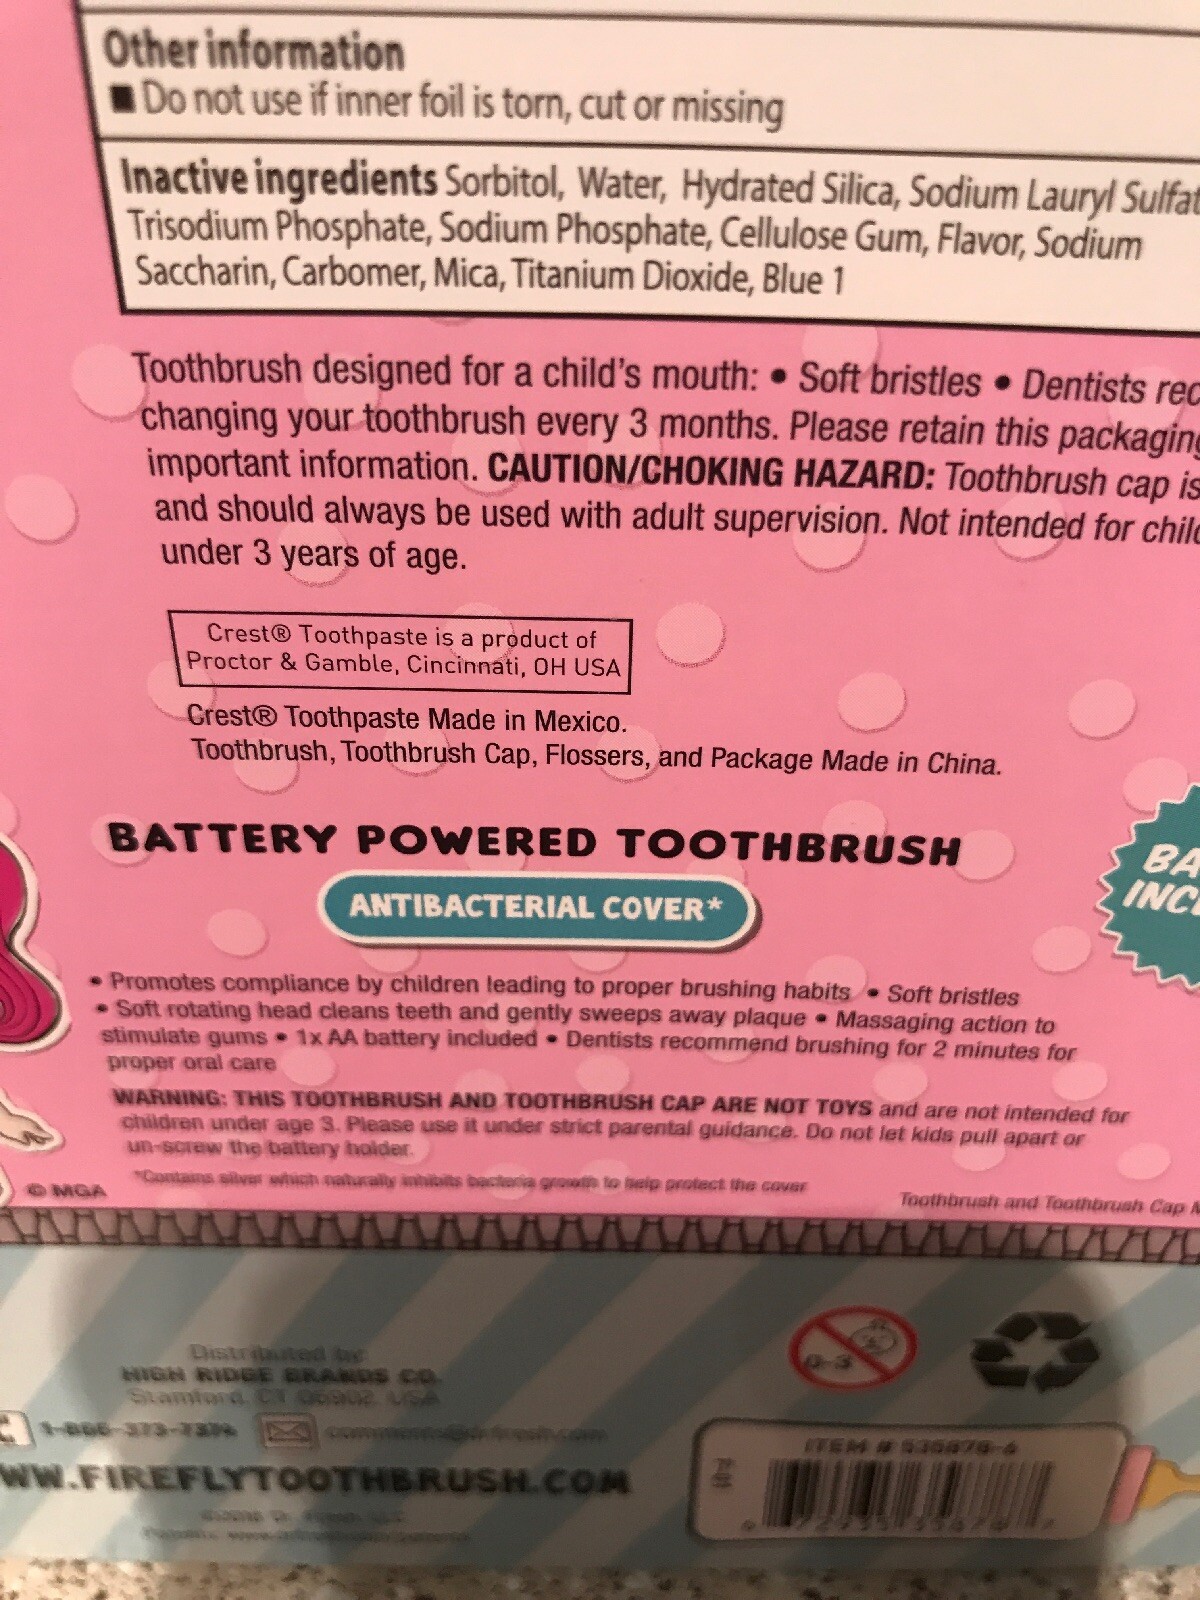 Other information
■ Do not use if inner foil is torn, cut or missing
Inactive ingredients Sorbitol, Water, Hydrated Silica, Sodium Lauryl Sulfat
Trisodium Phosphate, Sodium Phosphate, Cellulose Gum, Flavor, Sodium
Saccharin, Carbomer, Mica, Titanium Dioxide, Blue 1
Toothbrush designed for a child's mouth: • Soft bristles • Dentists rec
changing your toothbrush every 3 months. Please retain this packaging
important information. CAUTION/CHOKING HAZARD: Toothbrush cap is
and should always be used with adult supervision. Not intended for child
under 3 years of age.
Crest® Toothpaste is a product of
Proctor & Gamble, Cincinnati, OH USA
Crest® Toothpaste Made in Mexico.
Toothbrush, Toothbrush Cap, Flossers, and Package Made in China.
BATTERY POWERED TOOTHBRUSH
BA
INCL
ANTIBACTERIAL COVER*
• Promotes compliance by children leading to proper brushing habits • Soft bristles
• Soft rotating head cleans teeth and gently sweeps away plaque • Massaging action to
stimulate gums • 1x AA battery included • Dentists recommend brushing for 2 minutes for
proper oral care
WARNING: THIS TOOTHBRUSH AND TOOTHBRUSH CAP ARE NOT TOYS and are not intended for
children under age 3. Please use it under strict parental guidance. Do not let kids pull apart or
un-screw the battery holder.
*Contains silver which naturally inhibits bacteria growth to help protect the cover
© MGA
Toothbrush and Toothbrush Cap M
0-3
Distributed by:
HIGH RIDGE BRANDS CO.
Stamford, CT 06902 USA
WW.FIREFLYTOOTHBRUSH.COM
ITEM #